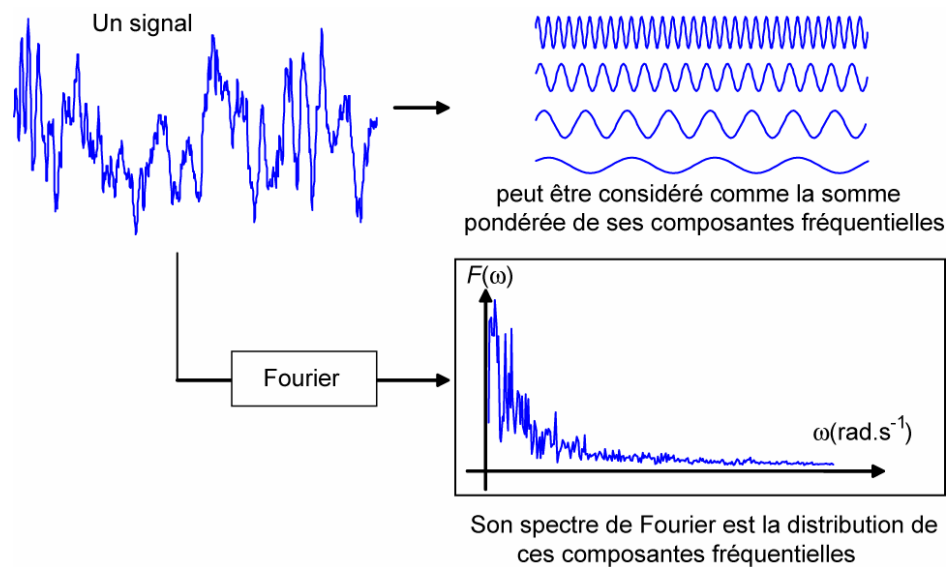 Un signal
peut être considéré comme la somme
pondérée de ses composantes fréquentielles
F(ω)
Fourier
ω(rad.s⁻¹)
Son spectre de Fourier est la distribution de
ces composantes fréquentielles